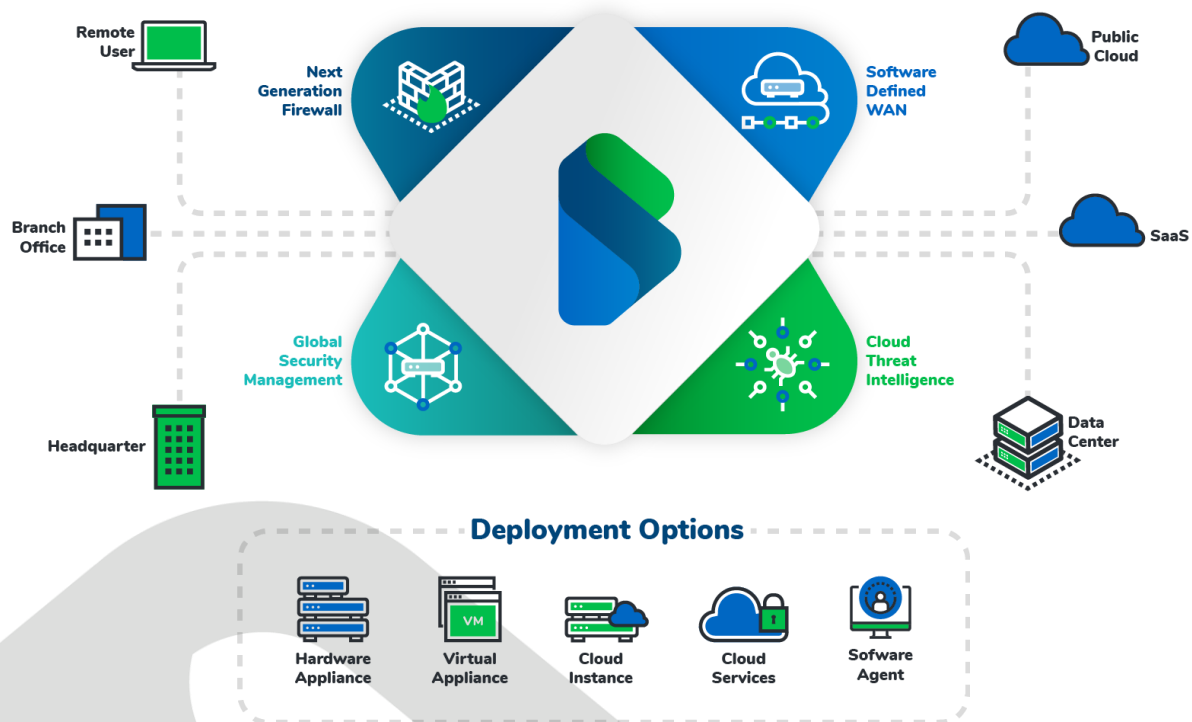 Remote
User
Next
Generation
Firewall
Software
Defined
WAN
Public
Cloud
Branch
Office
SaaS
Global
Security
Management
Cloud
Threat
Intelligence
Headquarter
Data
Center
Deployment Options
VM
Hardware
Appliance
Virtual
Appliance
Cloud
Instance
Cloud
Services
Sofware
Agent